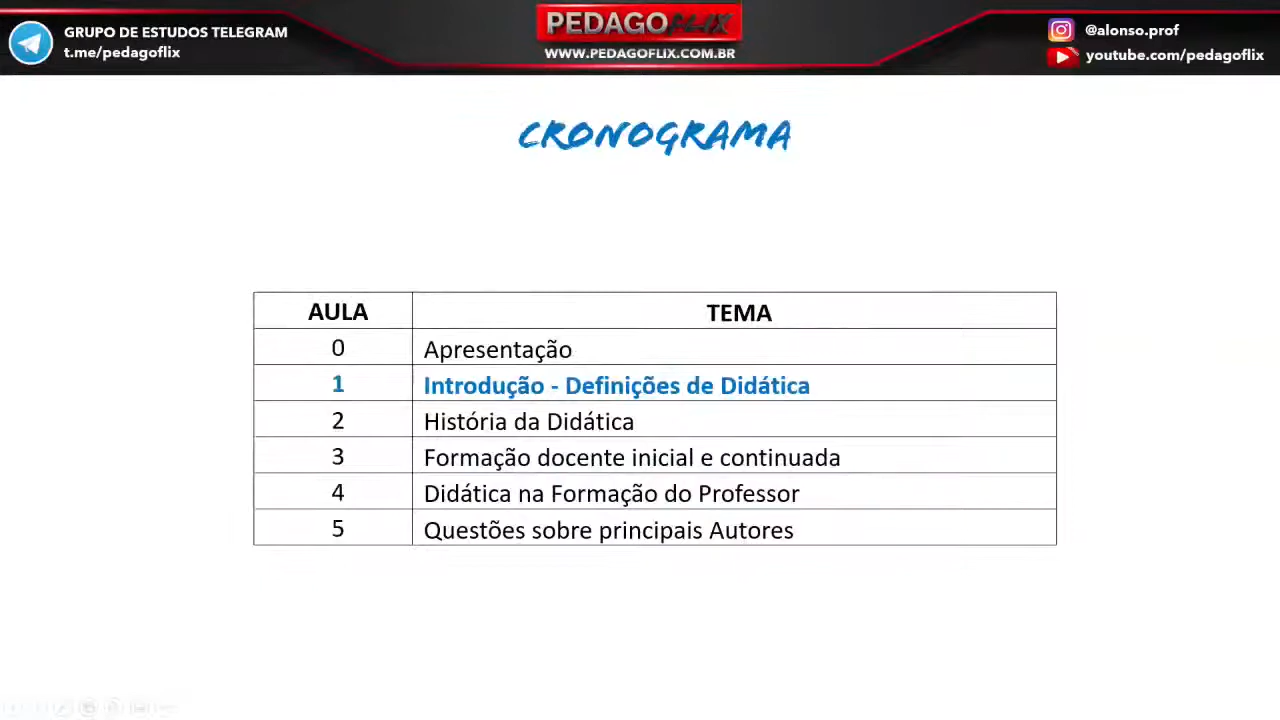 GRUPO DE ESTUDOS TELEGRAM
t.me/pedagoflix
PEDAGOFLIX
WWW.PEDAGOFLIX.COM.BR
@alonso.prof
youtube.com/pedagoflix
CRONOGRAMA
AULA TEMA
0 Apresentação
1 Introdução - Definições de Didática
2 História da Didática
3 Formação docente inicial e continuada
4 Didática na Formação do Professor
5 Questões sobre principais Autores